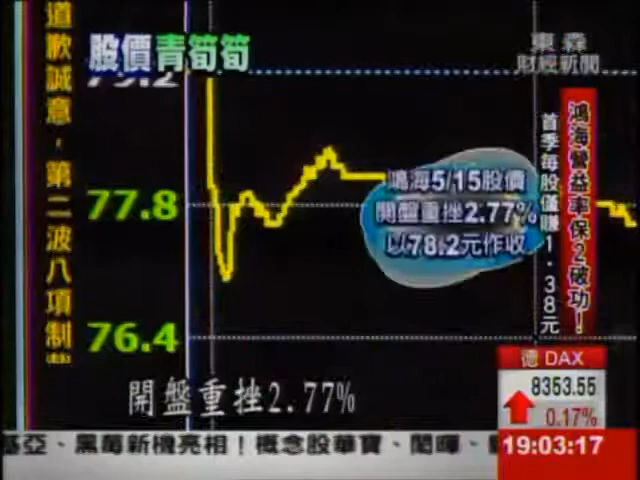 股價青筍筍
東森
財經新聞
79.2
77.8
76.4
鴻海5/15股價
開盤重挫2.77%
以78.2元作收
鴻海營益率保2破功！
首季每股僅賺1.38元
道歉誠意，第二波八項制
開盤重挫2.77%
德 DAX
8353.55
0.17%
基亞、黑莓新機亮相！概念股華寶、閎暉、
19:03:17